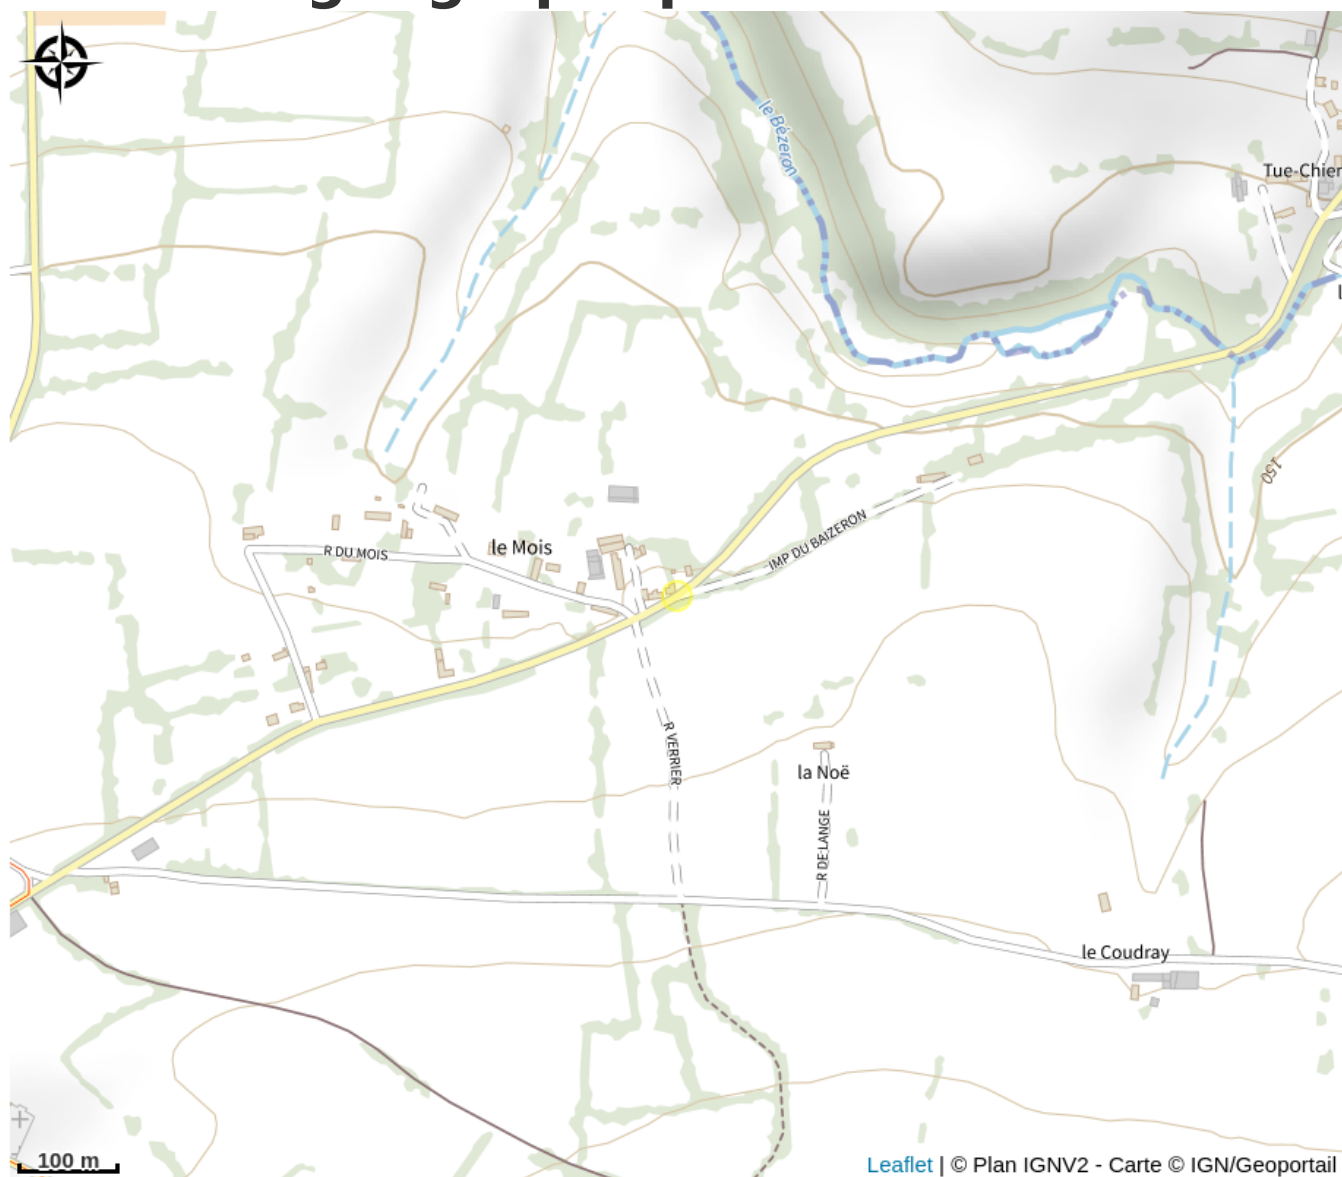 le Bézeron
Tue-Chien
150
IMP DU BAIZERON
le Mois
R DU MOIS
R VERRIER
la Noë
R DE LANGE
le Coudray
100 m
Leaflet | © Plan IGNV2 - Carte © IGN/Geoportail